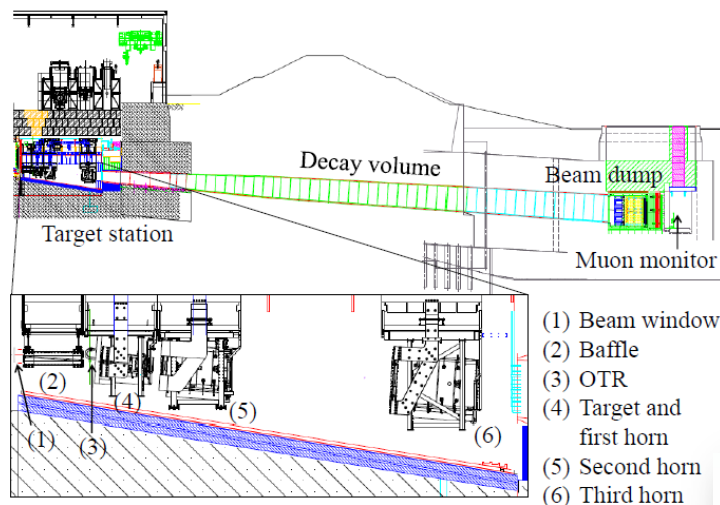 Decay volume
Beam dump
Target station
Muon monitor
(1) Beam window
(2) Baffle
(3) OTR
(4) Target and
first horn
(5) Second horn
(6) Third horn
(2)
(4)
(5)
(6)
(1)
(3)